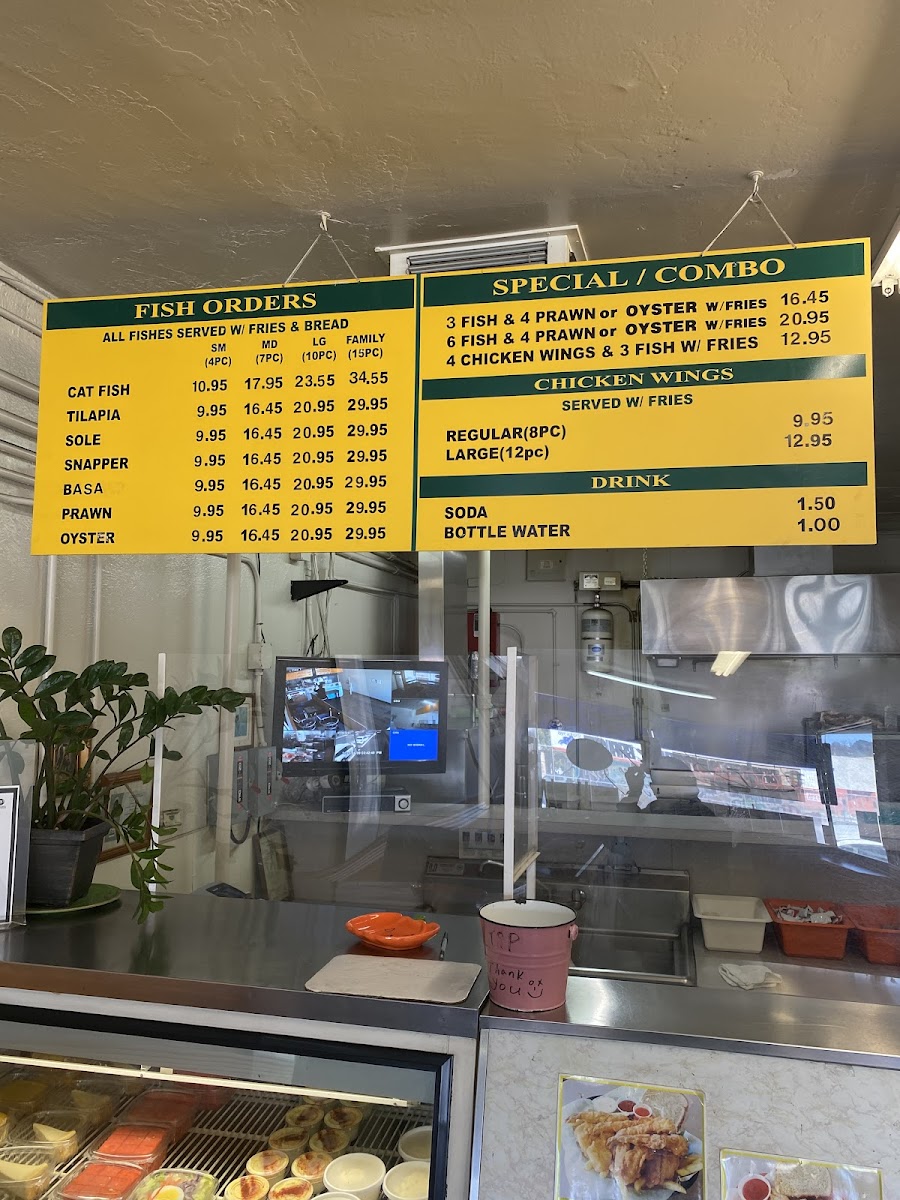 FISH ORDERS
ALL FISHES SERVED W/ FRIES & BREAD
SM MD LG FAMILY
(4PC) (7PC) (10PC) (15PC)
CAT FISH 10.95 17.95 23.55 34.55
TILAPIA 9.95 16.45 20.95 29.95
SOLE 9.95 16.45 20.95 29.95
SNAPPER 9.95 16.45 20.95 29.95
BASA 9.95 16.45 20.95 29.95
PRAWN 9.95 16.45 20.95 29.95
OYSTER 9.95 16.45 20.95 29.95
SPECIAL / COMBO
3 FISH & 4 PRAWN or OYSTER W/FRIES 16.45
6 FISH & 4 PRAWN or OYSTER W/FRIES 20.95
4 CHICKEN WINGS & 3 FISH W/ FRIES 12.95
CHICKEN WINGS
SERVED W/ FRIES
REGULAR(8PC) 9.95
LARGE(12pc) 12.95
DRINK
SODA 1.50
BOTTLE WATER 1.00
Thank
you